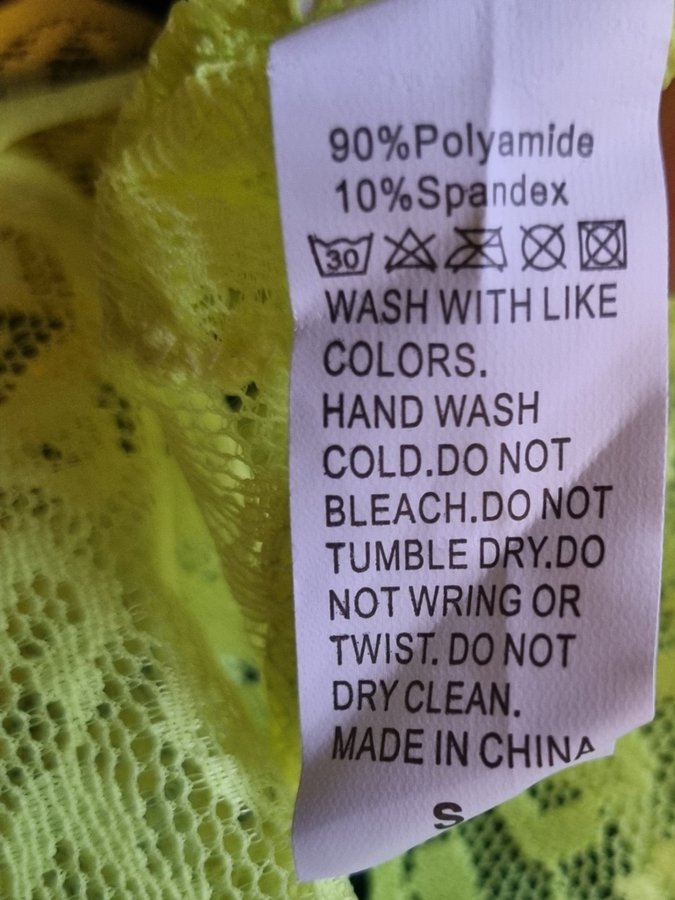 90%Polyamide
10%Spandex
30
WASH WITH LIKE
COLORS.
HAND WASH
COLD.DO NOT
BLEACH.DO NOT
TUMBLE DRY.DO
NOT WRING OR
TWIST. DO NOT
DRY CLEAN.
MADE IN CHINA
S